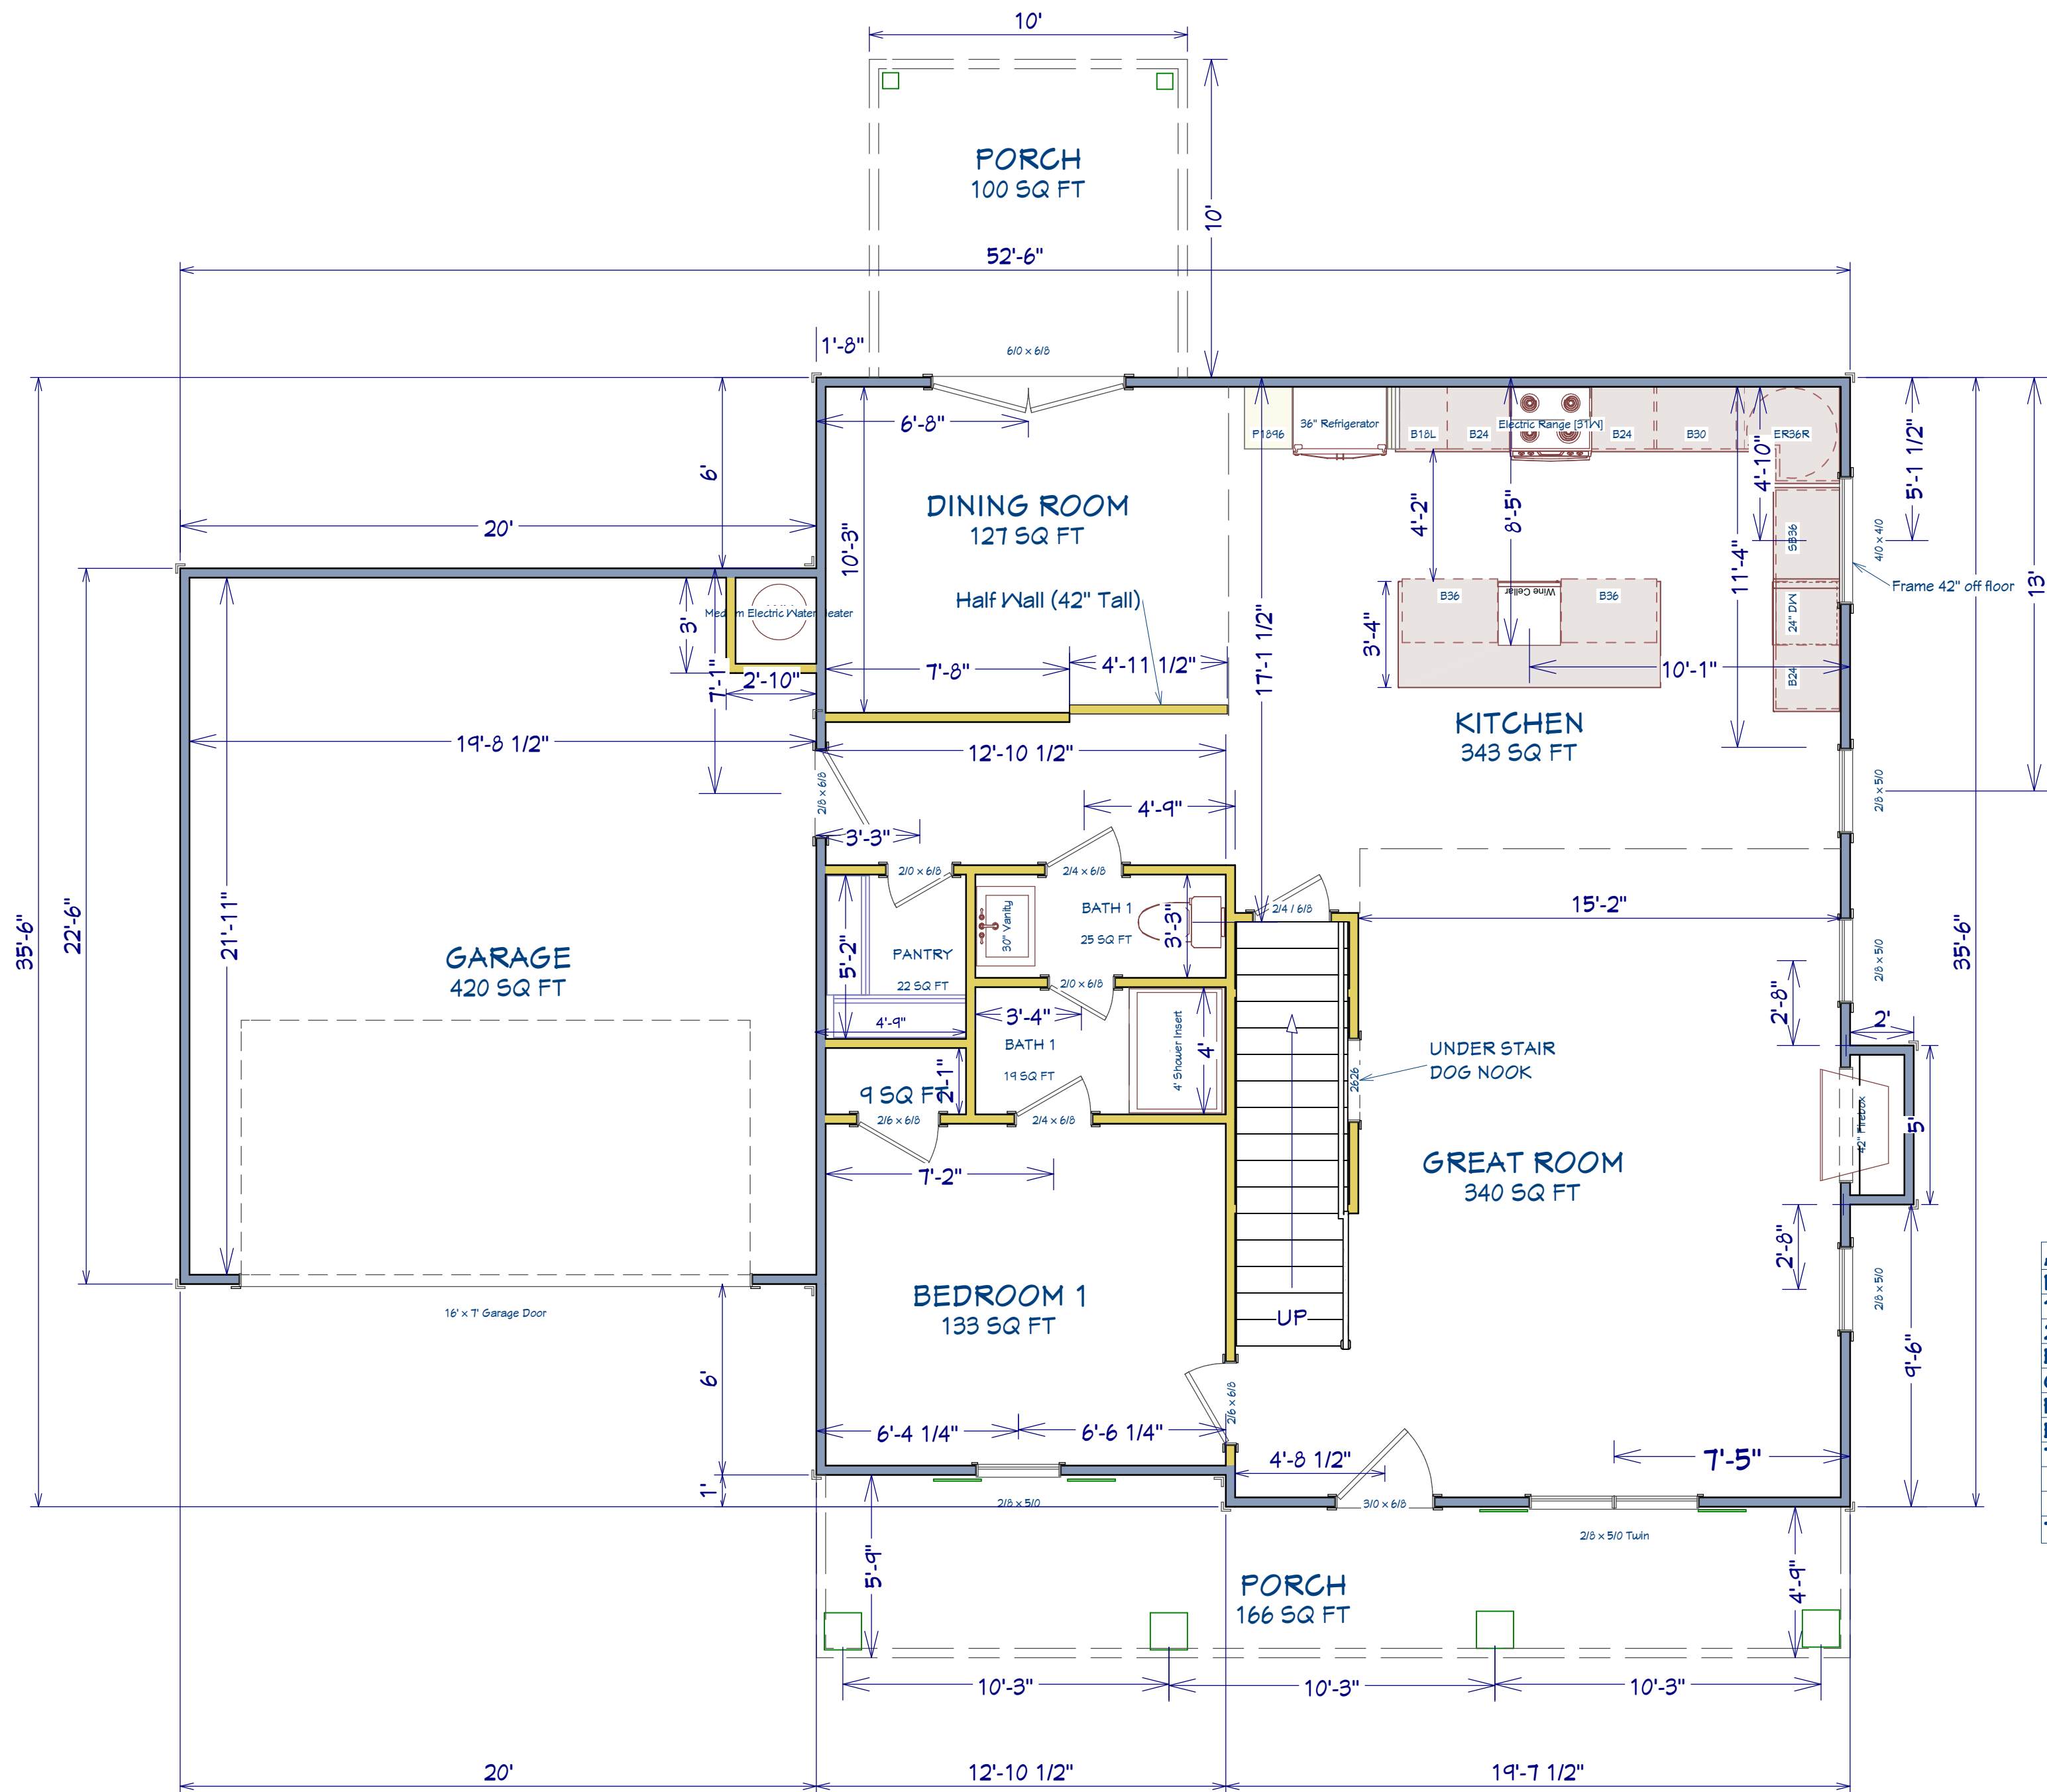 10'
PORCH
100 SQ FT
10'
52'-6"
1'-8"
6/0 x 6/8
6'-8"
6'
20'
10'-3"
DINING ROOM
127 SQ FT
Half Wall (42" Tall)
7'-8"
4'-11 1/2"
17'-1 1/2"
P1896
36" Refrigerator
B18L
B24
Electric Range [31W]
B24
B30
ER36R
4'-2"
8'-5"
4'-10"
5'-1 1/2"
11'-4"
SB36
4/0 x 4/0
Frame 42" off floor
13'
B36
Wine Cellar
B36
24" DW
3'-4"
10'-1"
B24
KITCHEN
343 SQ FT
3'
7'-1"
2'-10"
19'-8 1/2"
12'-10 1/2"
2/8 x 6/8
4'-9"
3'-3"
2/8 x 5/0
2/0 x 6/8
2/4 x 6/8
2/4 / 6/8
15'-2"
35'-6"
22'-6"
21'-11"
GARAGE
420 SQ FT
5'-2"
PANTRY
22 SQ FT
4'-9"
30" Vanity
BATH 1
25 SQ FT
3'-3"
2/0 x 6/8
3'-4"
BATH 1
19 SQ FT
4' Shower Insert
4'
2/8 x 5/0
2'-8"
2'
35'-6"
UNDER STAIR
DOG NOOK
2626
9 SQ FT
2'-1"
2/6 x 6/8
2/4 x 6/8
42" Firebox
5'
7'-2"
GREAT ROOM
340 SQ FT
2'-8"
2/8 x 5/0
BEDROOM 1
133 SQ FT
UP
16' x 7' Garage Door
6'
9'-6"
2/6 x 6/8
6'-4 1/4"
6'-6 1/4"
4'-8 1/2"
7'-5"
1'
2/8 x 5/0
3/0 x 6/8
2/8 x 5/0 Twin
5'-9"
PORCH
166 SQ FT
4'-9"
10'-3"
10'-3"
10'-3"
20'
12'-10 1/2"
19'-7 1/2"